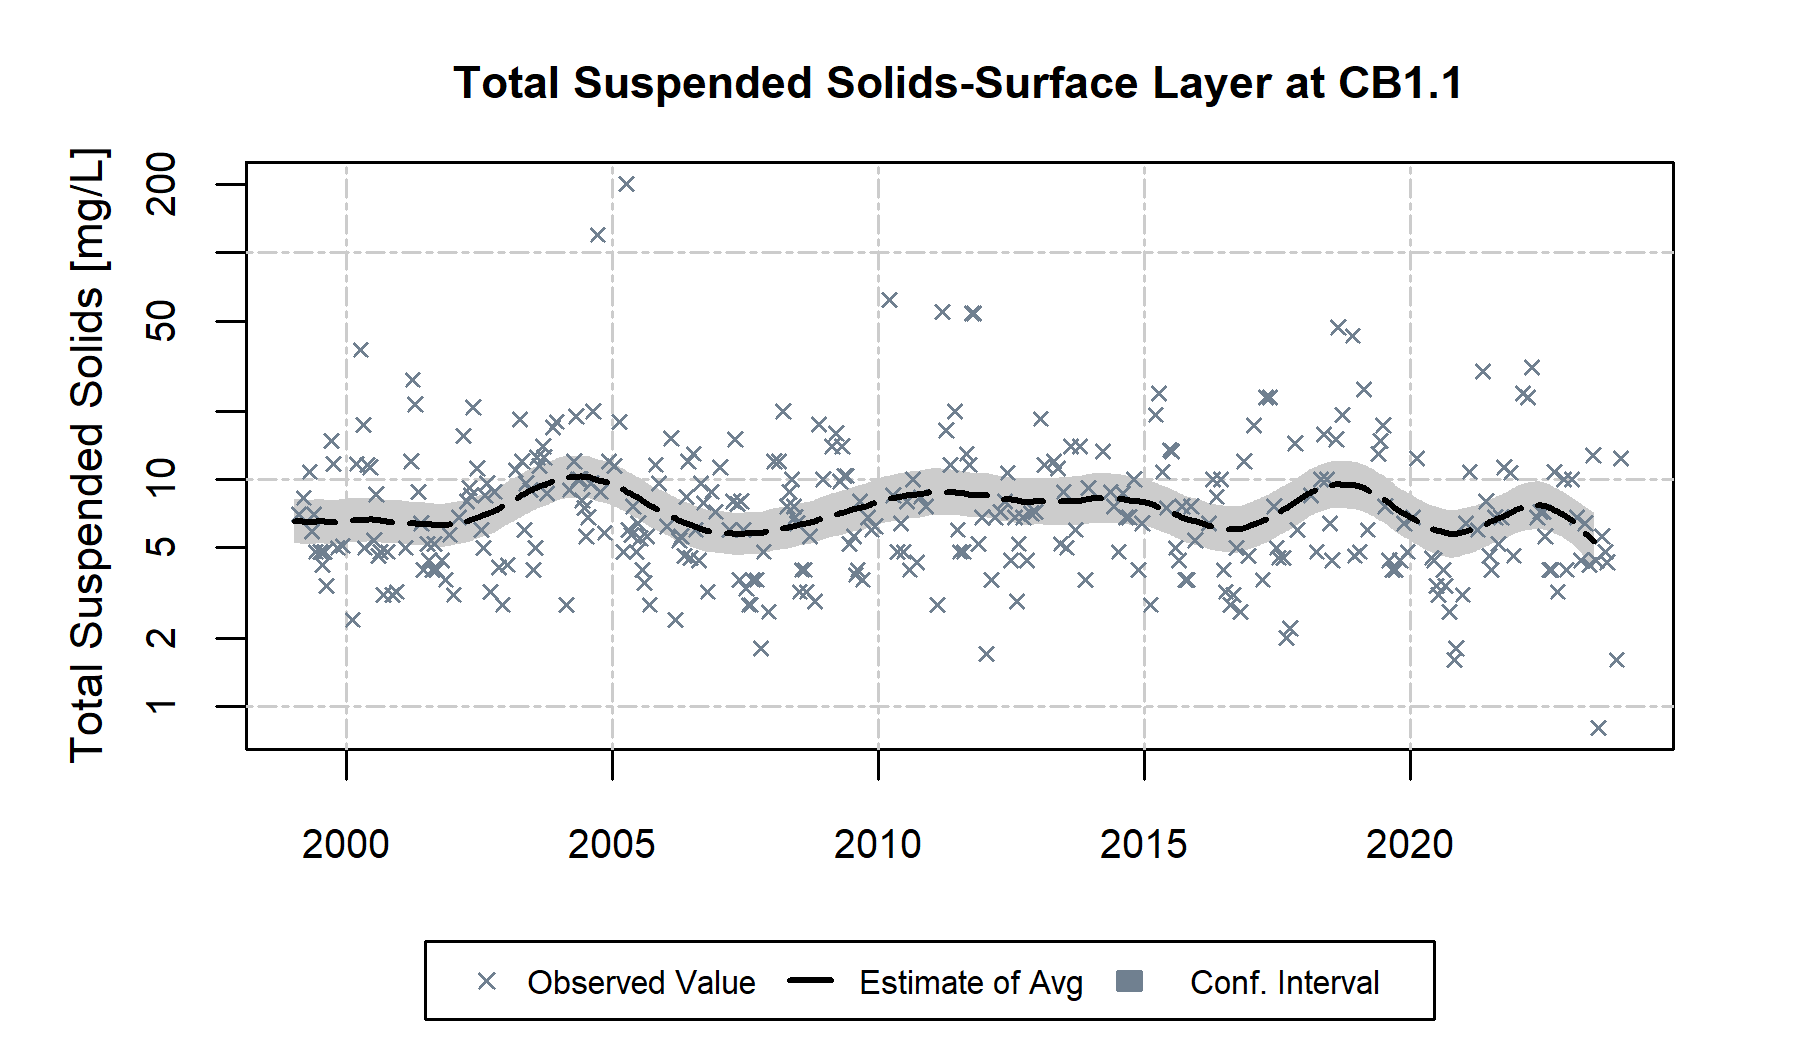 Total Suspended Solids-Surface Layer at CB1.1
Total Suspended Solids [mg/L]
200
50
10
5
2
1
2000 2005 2010 2015 2020
Observed Value Estimate of Avg Conf. Interval